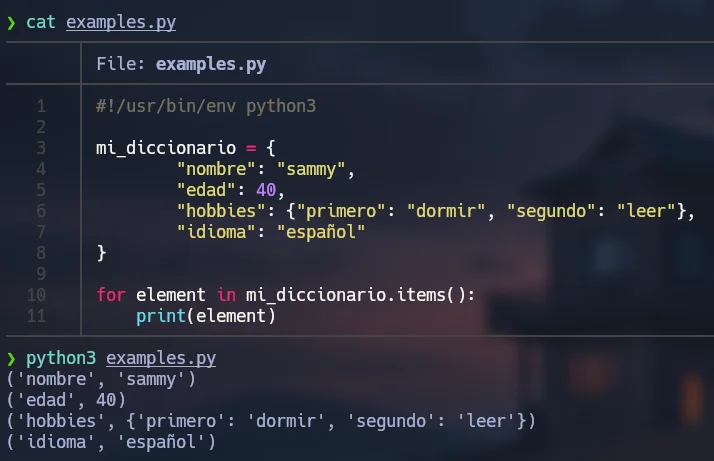 ❯ cat examples.py
File: examples.py
1 #!/usr/bin/env python3
2
3 mi_diccionario = {
4         "nombre": "sammy",
5         "edad": 40,
6         "hobbies": {"primero": "dormir", "segundo": "leer"},
7         "idioma": "español"
8 }
9
10 for element in mi_diccionario.items():
11     print(element)
❯ python3 examples.py
('nombre', 'sammy')
('edad', 40)
('hobbies', {'primero': 'dormir', 'segundo': 'leer'})
('idioma', 'español')